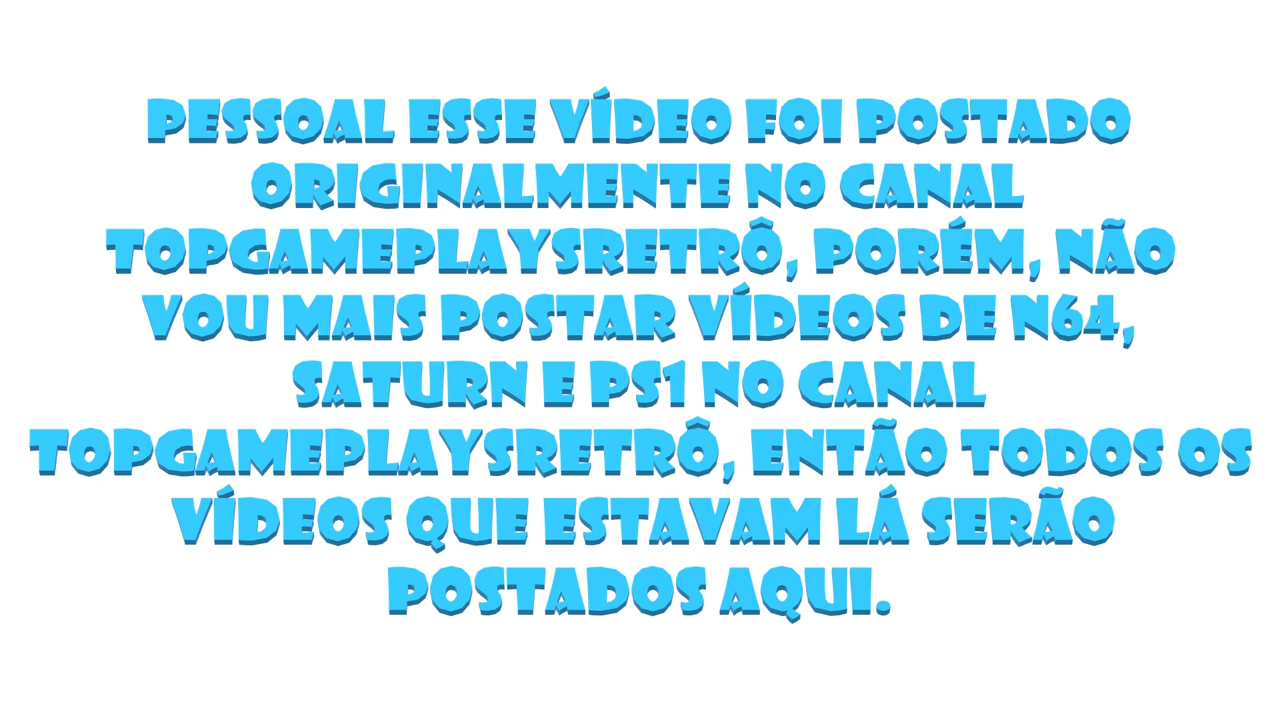 PESSOAL ESSE VÍDEO FOI POSTADO
ORIGINALMENTE NO CANAL
TOPGAMEPLAYSRETRÔ, PORÉM, NÃO
VOU MAIS POSTAR VÍDEOS DE N64,
SATURN E PS1 NO CANAL
TOPGAMEPLAYSRETRÔ, ENTÃO TODOS OS
VÍDEOS QUE ESTAVAM LÁ SERÃO
POSTADOS AQUI.